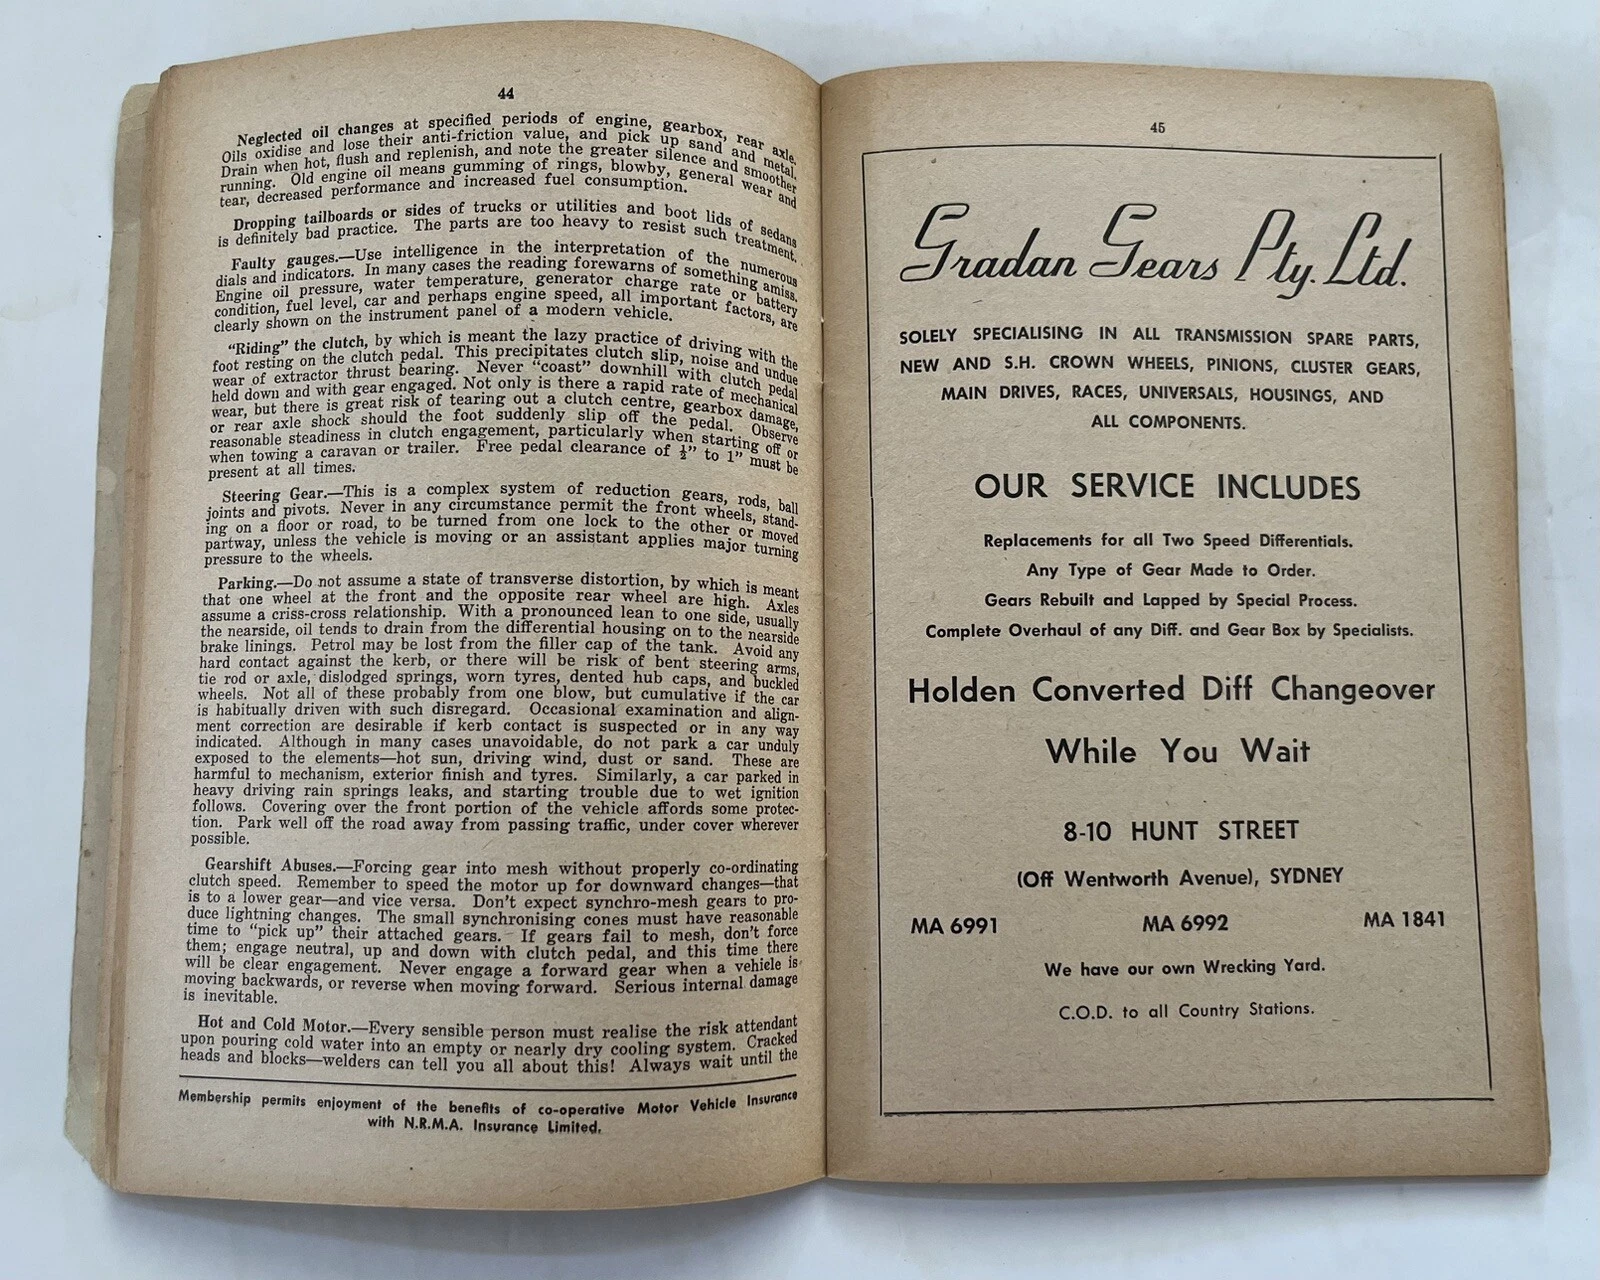 44
Neglected oil changes at specified periods of engine, gearbox, rear axle.
Oils oxidise and lose their anti-friction value, and pick up sand and metal.
Drain when hot, flush and replenish, and note the greater silence and smoother
running. Old engine oil means gumming of rings, blowby, general wear and
tear, decreased performance and increased fuel consumption.
Dropping tailboards or sides of trucks or utilities and boot lids of sedans
is definitely bad practice. The parts are too heavy to resist such treatment.
Faulty gauges.—Use intelligence in the interpretation of the numerous
dials and indicators. In many cases the reading forewarns of something amiss.
Engine oil pressure, water temperature, generator charge rate or battery
condition, fuel level, car and perhaps engine speed, all important factors, are
clearly shown on the instrument panel of a modern vehicle.
"Riding" the clutch, by which is meant the lazy practice of driving with the
foot resting on the clutch pedal. This precipitates clutch slip, noise and undue
wear of extractor thrust bearing. Never "coast" downhill with clutch pedal
held down and with gear engaged. Not only is there a rapid rate of mechanical
wear, but there is great risk of tearing out a clutch centre, gearbox damage,
or rear axle shock should the foot suddenly slip off the pedal. Observe
reasonable steadiness in clutch engagement, particularly when starting off or
when towing a caravan or trailer. Free pedal clearance of ½" to 1" must be
present at all times.
Steering Gear.—This is a complex system of reduction gears, rods, ball
joints and pivots. Never in any circumstance permit the front wheels, stand-
ing on a floor or road, to be turned from one lock to the other or moved
partway, unless the vehicle is moving or an assistant applies major turning
pressure to the wheels.
Parking.—Do not assume a state of transverse distortion, by which is meant
that one wheel at the front and the opposite rear wheel are high. Axles
assume a criss-cross relationship. With a pronounced lean to one side, usually
the nearside, oil tends to drain from the differential housing on to the nearside
brake linings. Petrol may be lost from the filler cap of the tank. Avoid any
hard contact against the kerb, or there will be risk of bent steering arms,
tie rod or axle, dislodged springs, worn tyres, dented hub caps, and buckled
wheels. Not all of these probably from one blow, but cumulative if the car
is habitually driven with such disregard. Occasional examination and align-
ment correction are desirable if kerb contact is suspected or in any way
indicated. Although in many cases unavoidable, do not park a car unduly
exposed to the elements—hot sun, driving wind, dust or sand. These are
harmful to mechanism, exterior finish and tyres. Similarly, a car parked in
heavy driving rain springs leaks, and starting trouble due to wet ignition
follows. Covering over the front portion of the vehicle affords some protec-
tion. Park well off the road away from passing traffic, under cover wherever
possible.
Gearshift Abuses.—Forcing gear into mesh without properly co-ordinating
clutch speed. Remember to speed the motor up for downward changes—that
is to a lower gear—and vice versa. Don't expect synchro-mesh gears to pro-
duce lightning changes. The small synchronising cones must have reasonable
time to "pick up" their attached gears. If gears fail to mesh, don't force
them; engage neutral, up and down with clutch pedal, and this time there
will be clear engagement. Never engage a forward gear when a vehicle is
moving backwards, or reverse when moving forward. Serious internal damage
is inevitable.
Hot and Cold Motor.—Every sensible person must realise the risk attendant
upon pouring cold water into an empty or nearly dry cooling system. Cracked
heads and blocks—welders can tell you all about this! Always wait until the
Membership permits enjoyment of the benefits of co-operative Motor Vehicle Insurance
with N.R.M.A. Insurance Limited.
45
Gradan Gears Pty. Ltd.
SOLELY SPECIALISING IN ALL TRANSMISSION SPARE PARTS,
NEW AND S.H. CROWN WHEELS, PINIONS, CLUSTER GEARS,
MAIN DRIVES, RACES, UNIVERSALS, HOUSINGS, AND
ALL COMPONENTS.
OUR SERVICE INCLUDES
Replacements for all Two Speed Differentials.
Any Type of Gear Made to Order.
Gears Rebuilt and Lapped by Special Process.
Complete Overhaul of any Diff. and Gear Box by Specialists.
Holden Converted Diff Changeover
While You Wait
8-10 HUNT STREET
(Off Wentworth Avenue), SYDNEY
MA 6991 MA 6992 MA 1841
We have our own Wrecking Yard.
C.O.D. to all Country Stations.